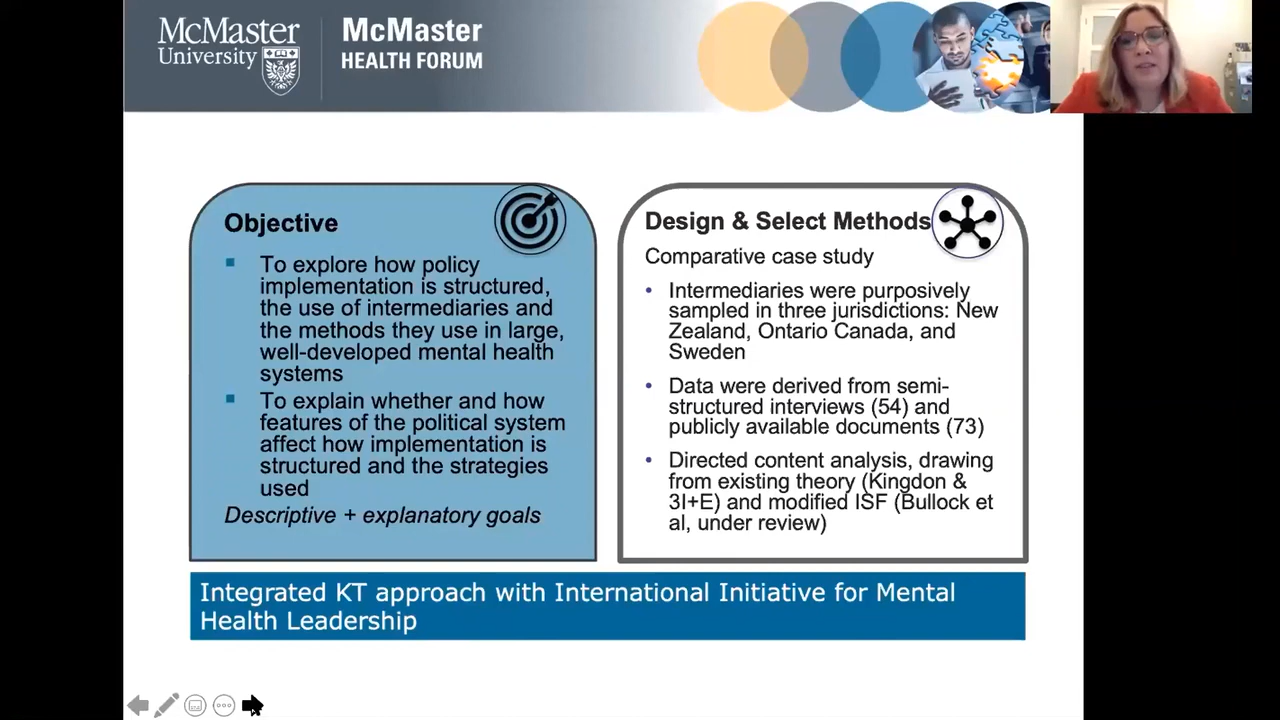 McMaster
University
McMaster
HEALTH FORUM
Objective
To explore how policy
implementation is structured,
the use of intermediaries and
the methods they use in large,
well-developed mental health
systems
To explain whether and how
features of the political system
affect how implementation is
structured and the strategies
used
Descriptive + explanatory goals
Design & Select Methods
Comparative case study
Intermediaries were purposively
sampled in three jurisdictions: New
Zealand, Ontario Canada, and
Sweden
Data were derived from semi-
structured interviews (54) and
publicly available documents (73)
Directed content analysis, drawing
from existing theory (Kingdon &
3I+E) and modified ISF (Bullock et
al, under review)
Integrated KT approach with International Initiative for Mental
Health Leadership